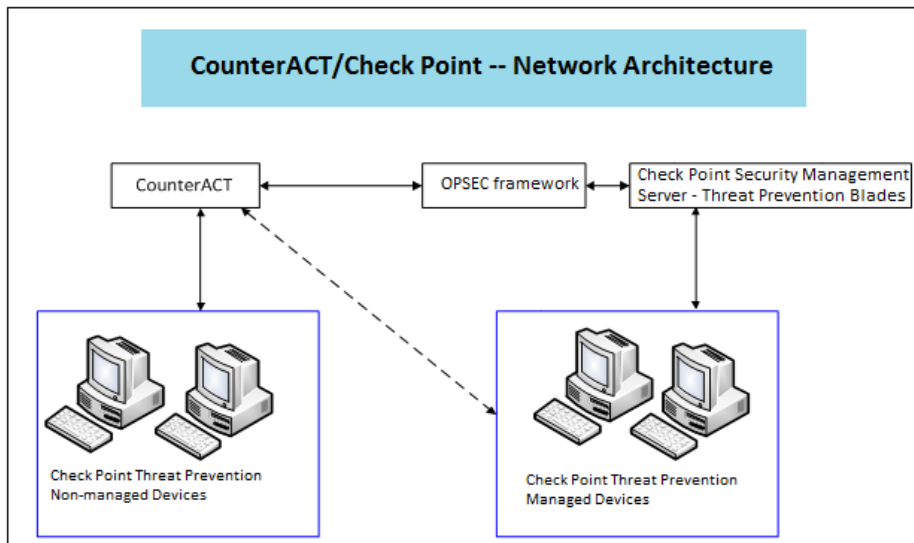 CounterACT/Check Point -- Network Architecture
CounterACT
OPSEC framework
Check Point Security Management
Server - Threat Prevention Blades
Check Point Threat Prevention
Non-managed Devices
Check Point Threat Prevention
Managed Devices